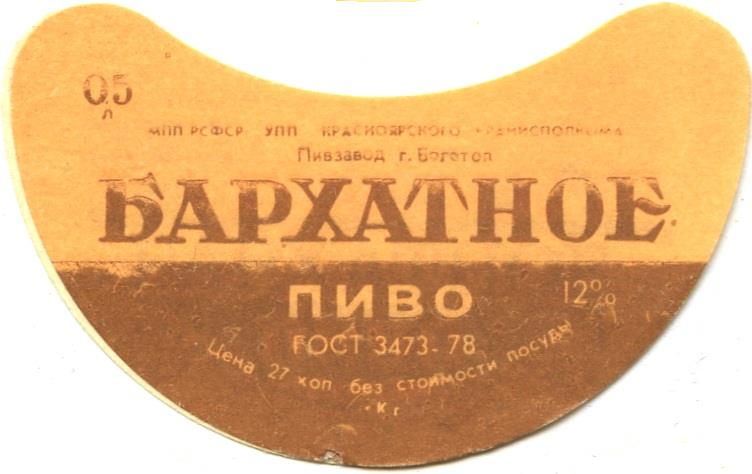 0,5
л
МПП РСФСР УПП КРАСНОЯРСКОГО КРАЙИСПОЛКОМА
Пивзавод г. Боготол
БАРХАТНОЕ
ПИВО
12%
ГОСТ 3473-78
Цена 27 коп без стоимости посуды
Кг